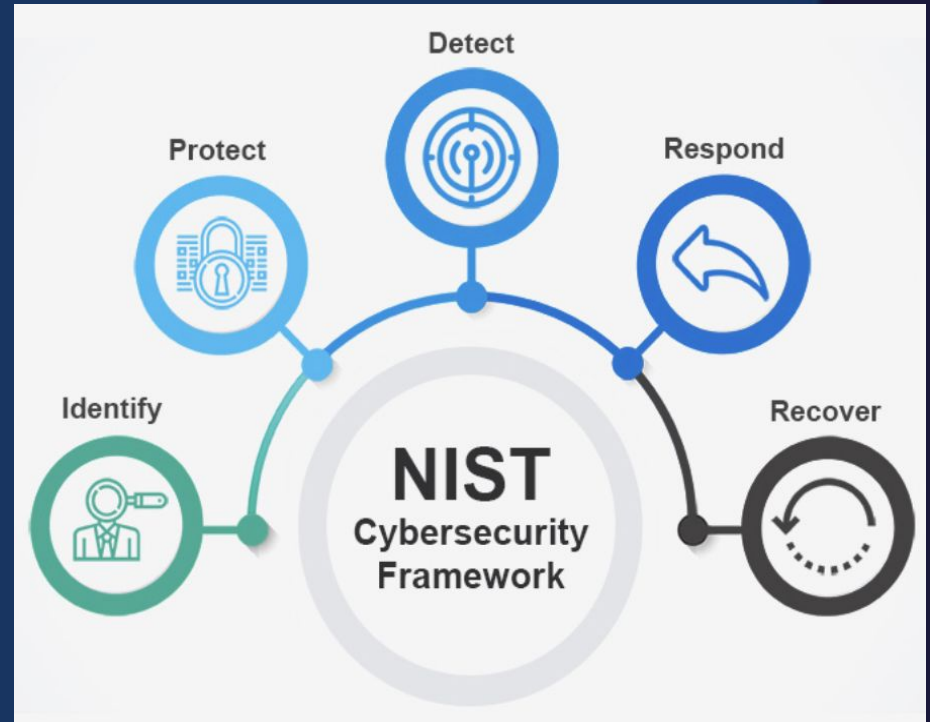 Detect
Protect
Respond
Identify
Recover
NIST
Cybersecurity
Framework